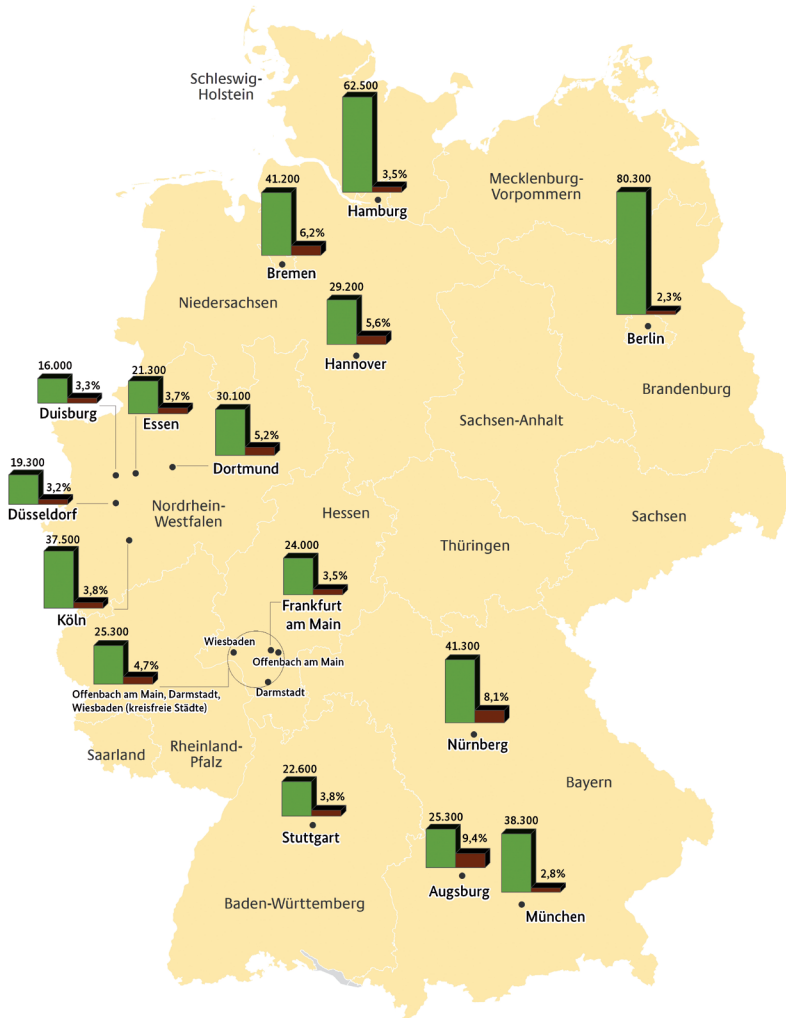 Schleswig-
Holstein
62.500
3,5%
Hamburg
Mecklenburg-
Vorpommern
80.300
2,3%
Berlin
41.200
6,2%
Bremen
Niedersachsen
29.200
5,6%
Hannover
Brandenburg
Sachsen-Anhalt
16.000
3,3%
Duisburg
21.300
3,7%
Essen
30.100
5,2%
Dortmund
19.300
3,2%
Düsseldorf
Nordrhein-
Westfalen
Hessen
Thüringen
Sachsen
37.500
3,8%
Köln
24.000
3,5%
Frankfurt
am Main
25.300
4,7%
Offenbach am Main, Darmstadt,
Wiesbaden (kreisfreie Städte)
Wiesbaden
Offenbach am Main
Darmstadt
41.300
8,1%
Nürnberg
Saarland
Rheinland-
Pfalz
Bayern
22.600
3,8%
Stuttgart
25.300
9,4%
Augsburg
38.300
2,8%
München
Baden-Württemberg